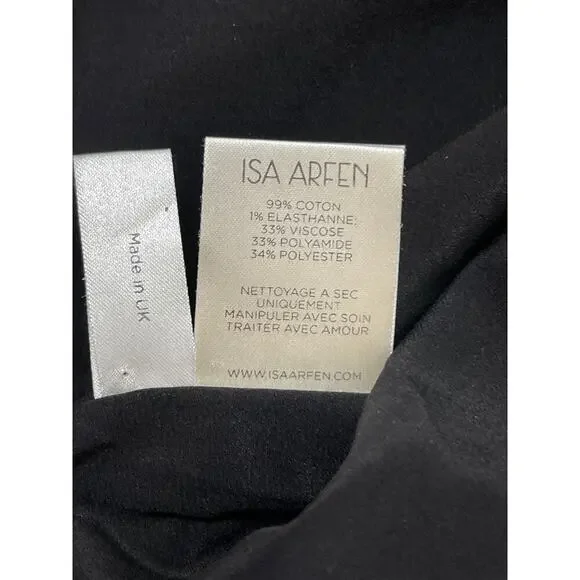 ISA ARFEN
99% COTON
1% ELASTHANNE;
33% VISCOSE
33% POLYAMIDE
34% POLYESTER
NETTOYAGE A SEC
UNIQUEMENT
MANIPULER AVEC SOIN
TRAITER AVEC AMOUR
WWW.ISAARFEN.COM
Made in UK